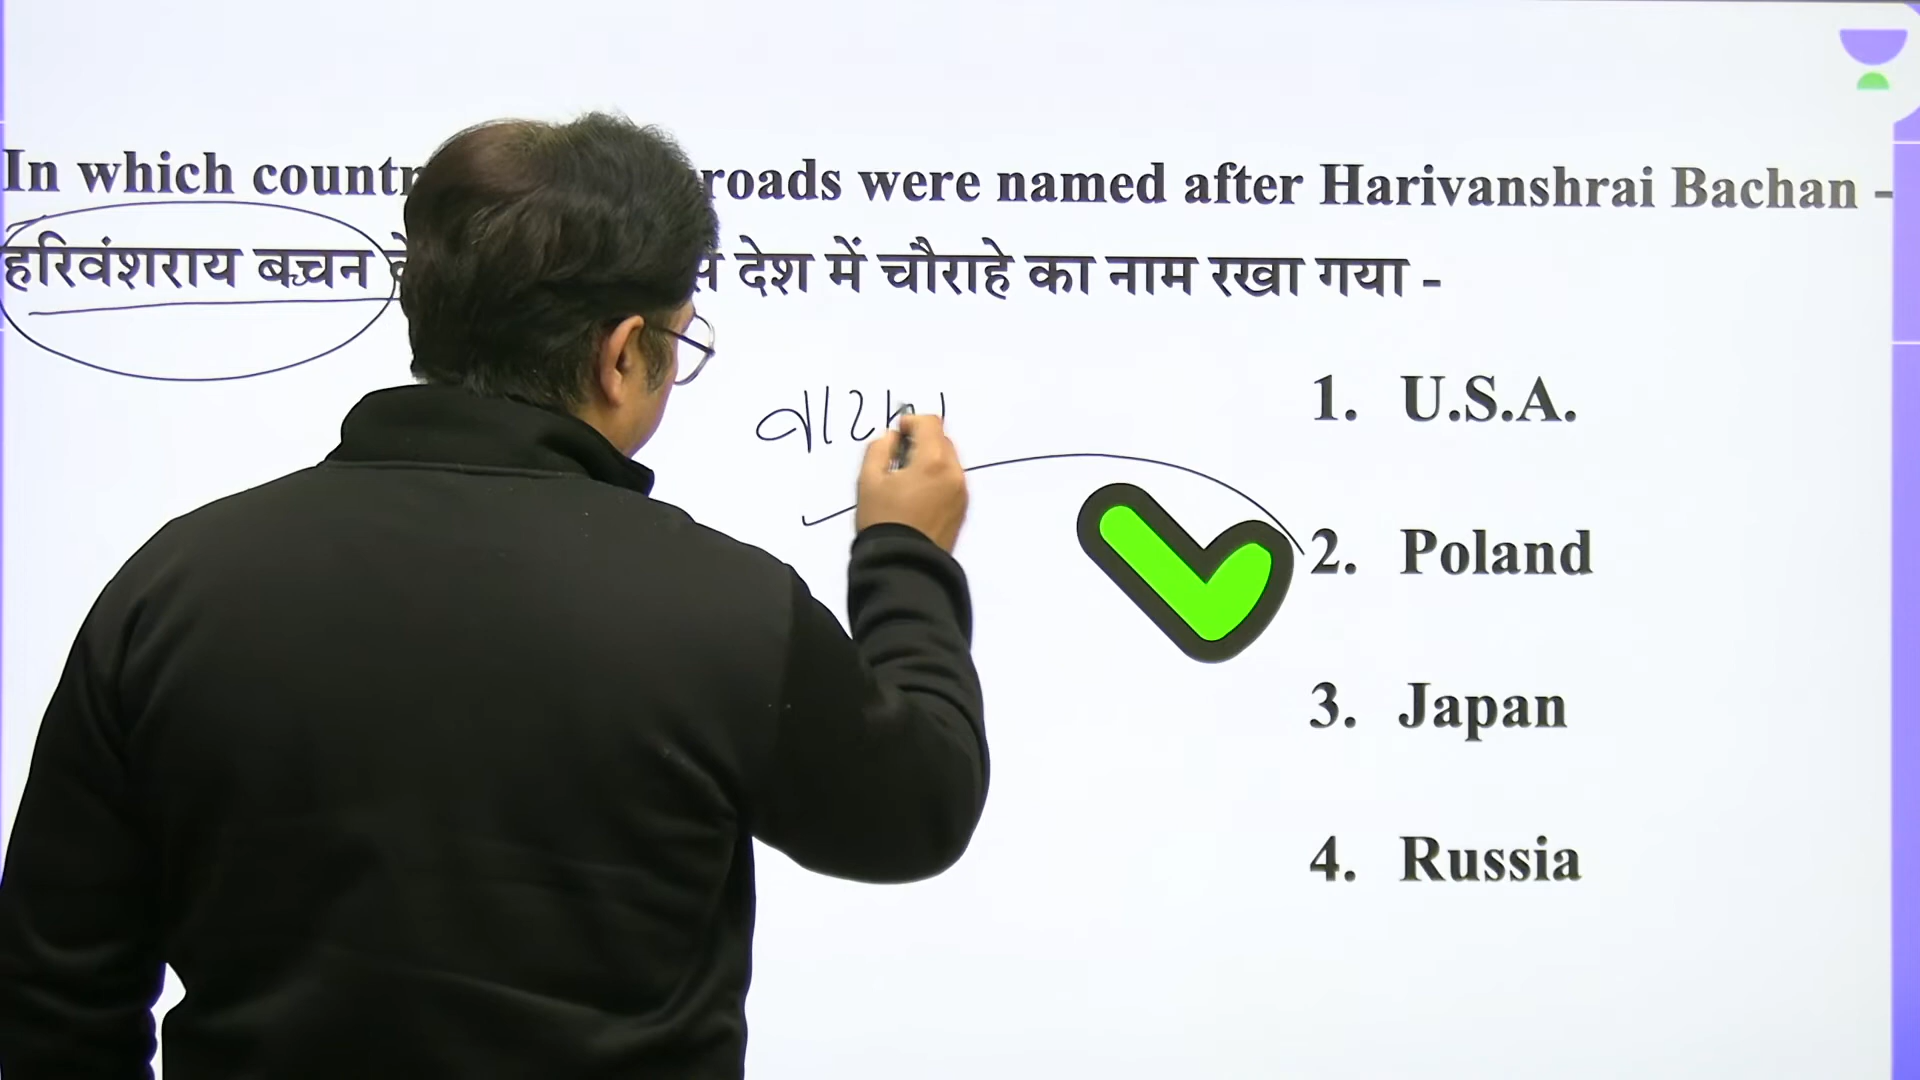 In which roads were named after Harivanshrai Bachan -
हरिवंशराय बच्चन देश में चौराहे का नाम रखा गया -
1. U.S.A.
2. Poland
3. Japan
4. Russia